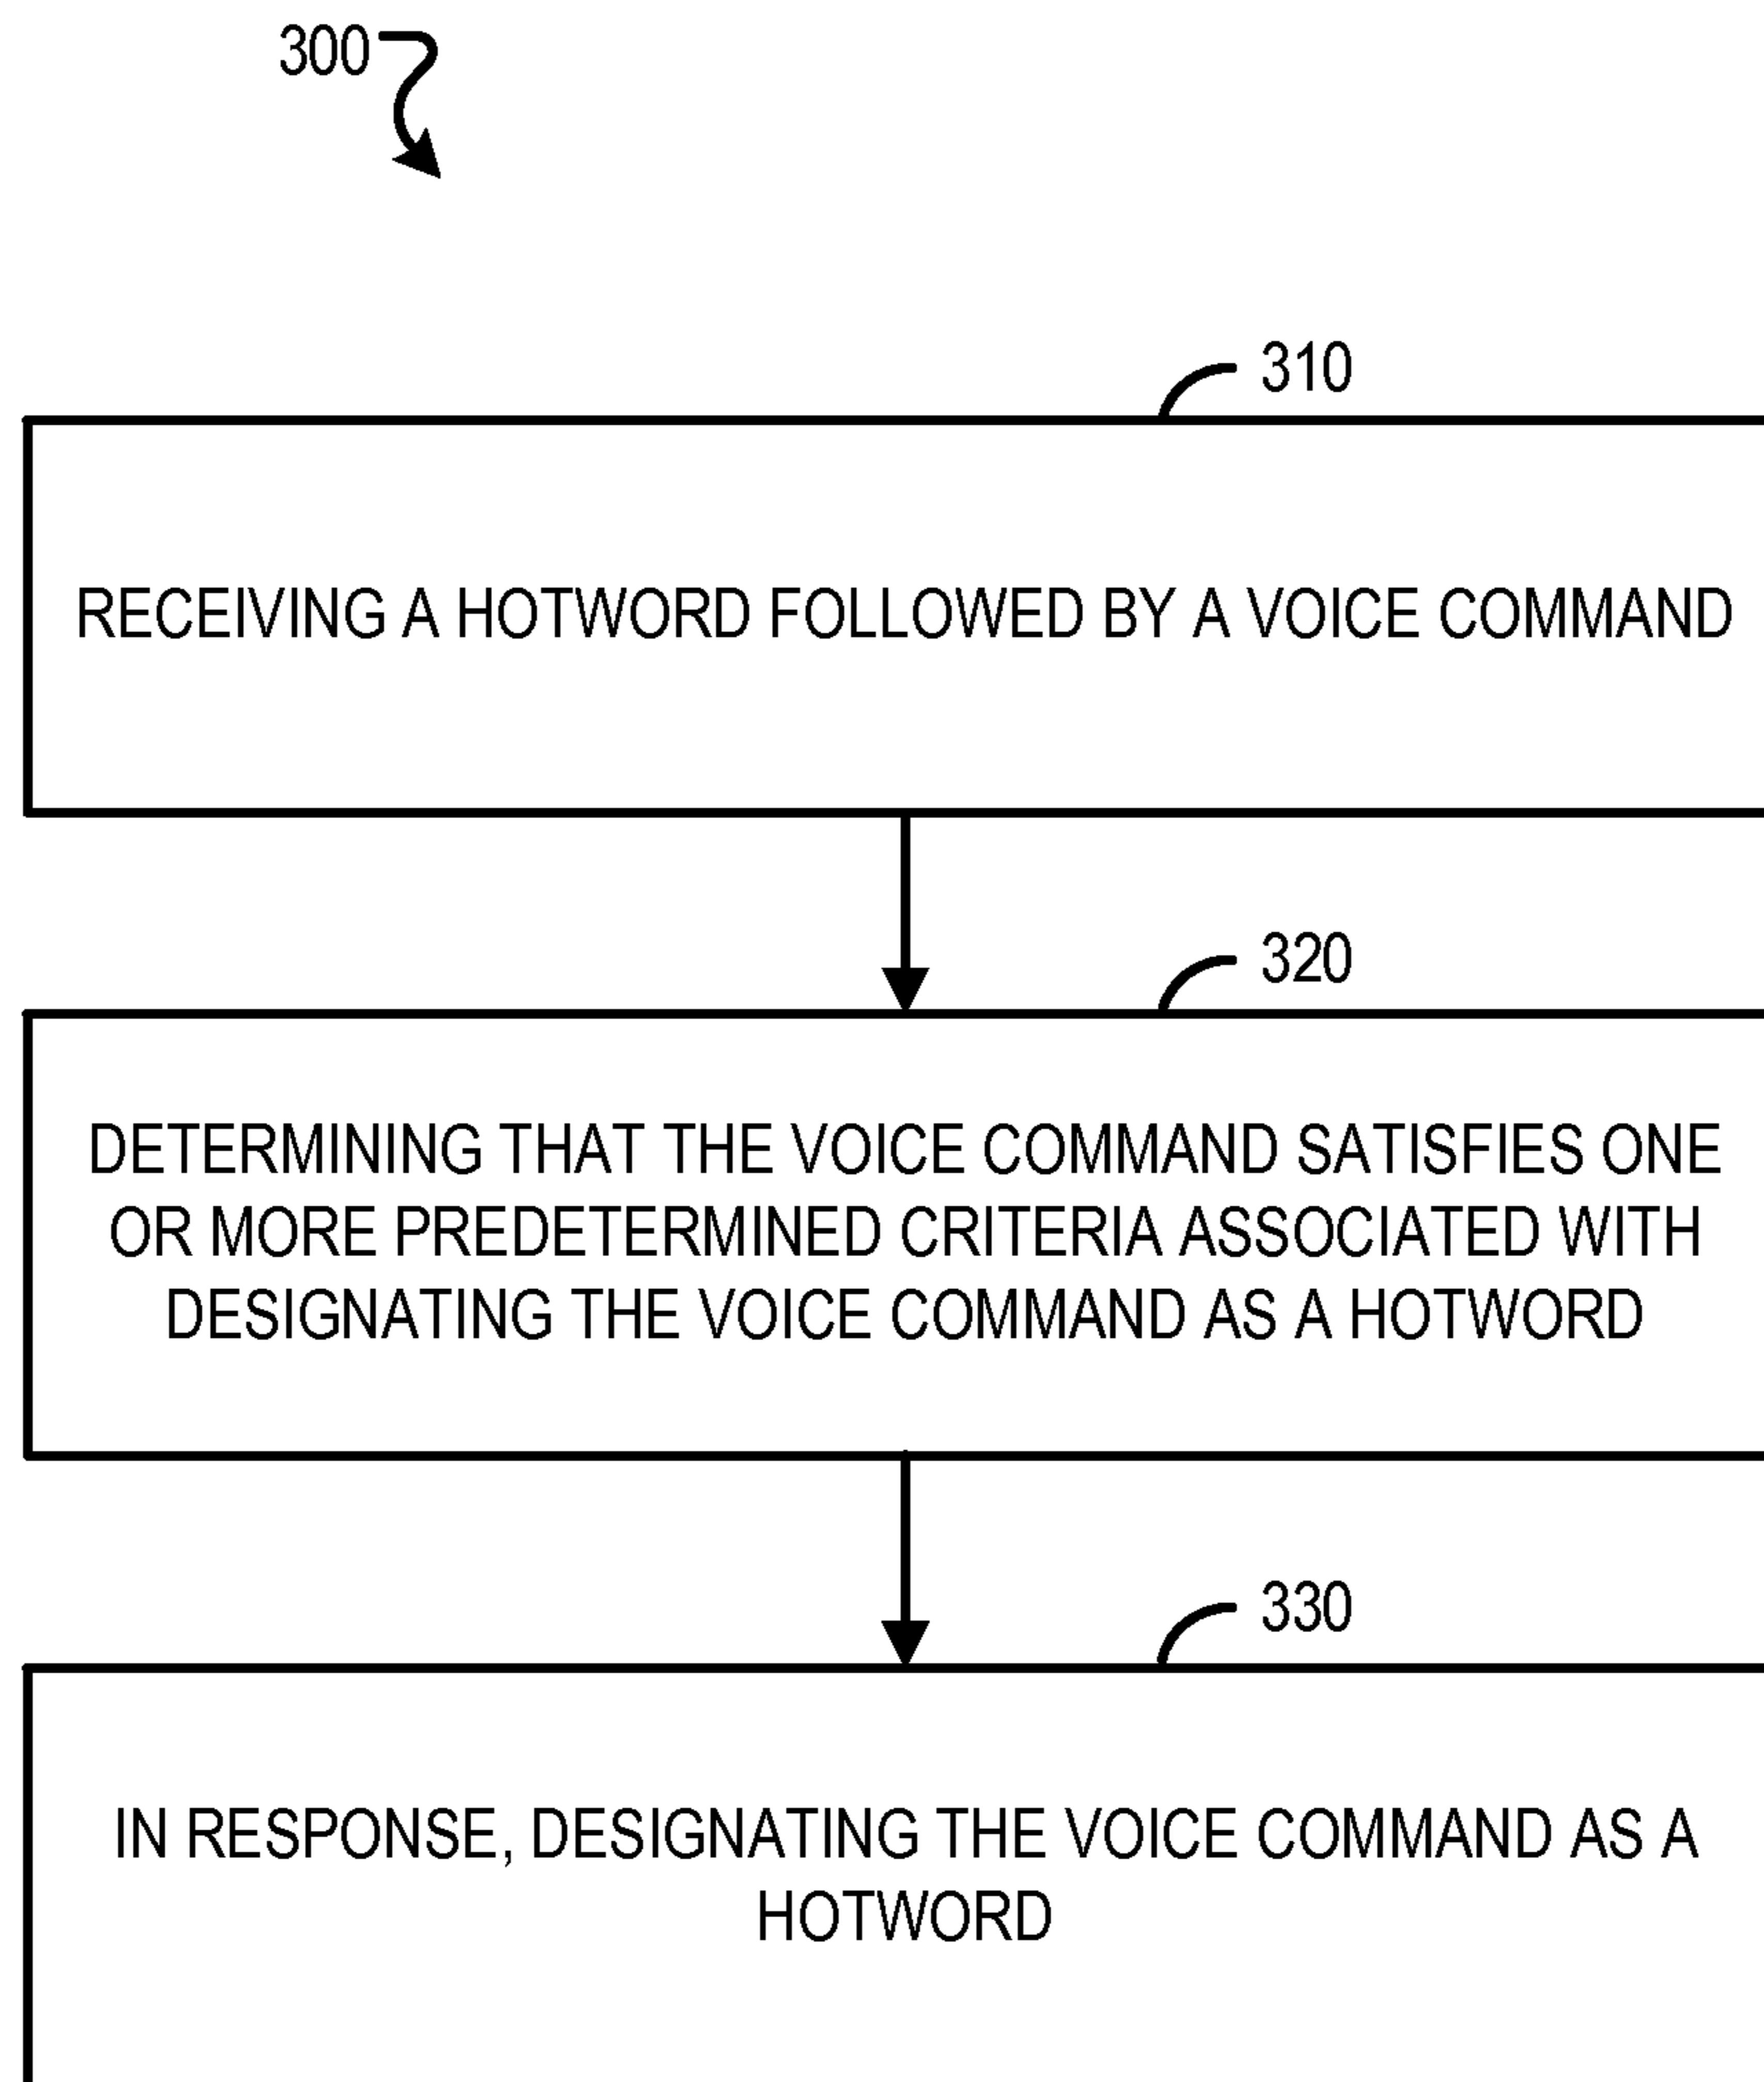 300
310
RECEIVING A HOTWORD FOLLOWED BY A VOICE COMMAND
320
DETERMINING THAT THE VOICE COMMAND SATISFIES ONE
OR MORE PREDETERMINED CRITERIA ASSOCIATED WITH
DESIGNATING THE VOICE COMMAND AS A HOTWORD
330
IN RESPONSE, DESIGNATING THE VOICE COMMAND AS A
HOTWORD